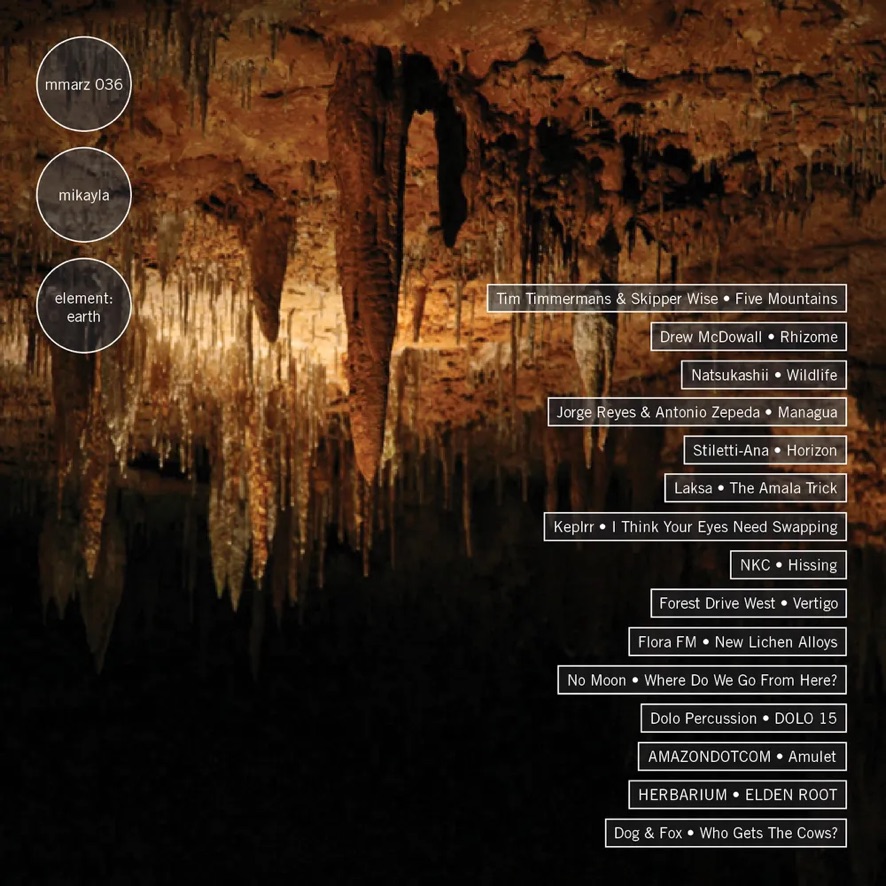 mmarz 036
mikayla
element:
earth
Tim Timmermans & Skipper Wise • Five Mountains
Drew McDowall • Rhizome
Natsukashii • Wildlife
Jorge Reyes & Antonio Zepeda • Managua
Stiletti-Ana • Horizon
Laksa • The Amala Trick
Keplrr • I Think Your Eyes Need Swapping
NKC • Hissing
Forest Drive West • Vertigo
Flora FM • New Lichen Alloys
No Moon • Where Do We Go From Here?
Dolo Percussion • DOLO 15
AMAZONDOTCOM • Amulet
HERBARIUM • ELDEN ROOT
Dog & Fox • Who Gets The Cows?